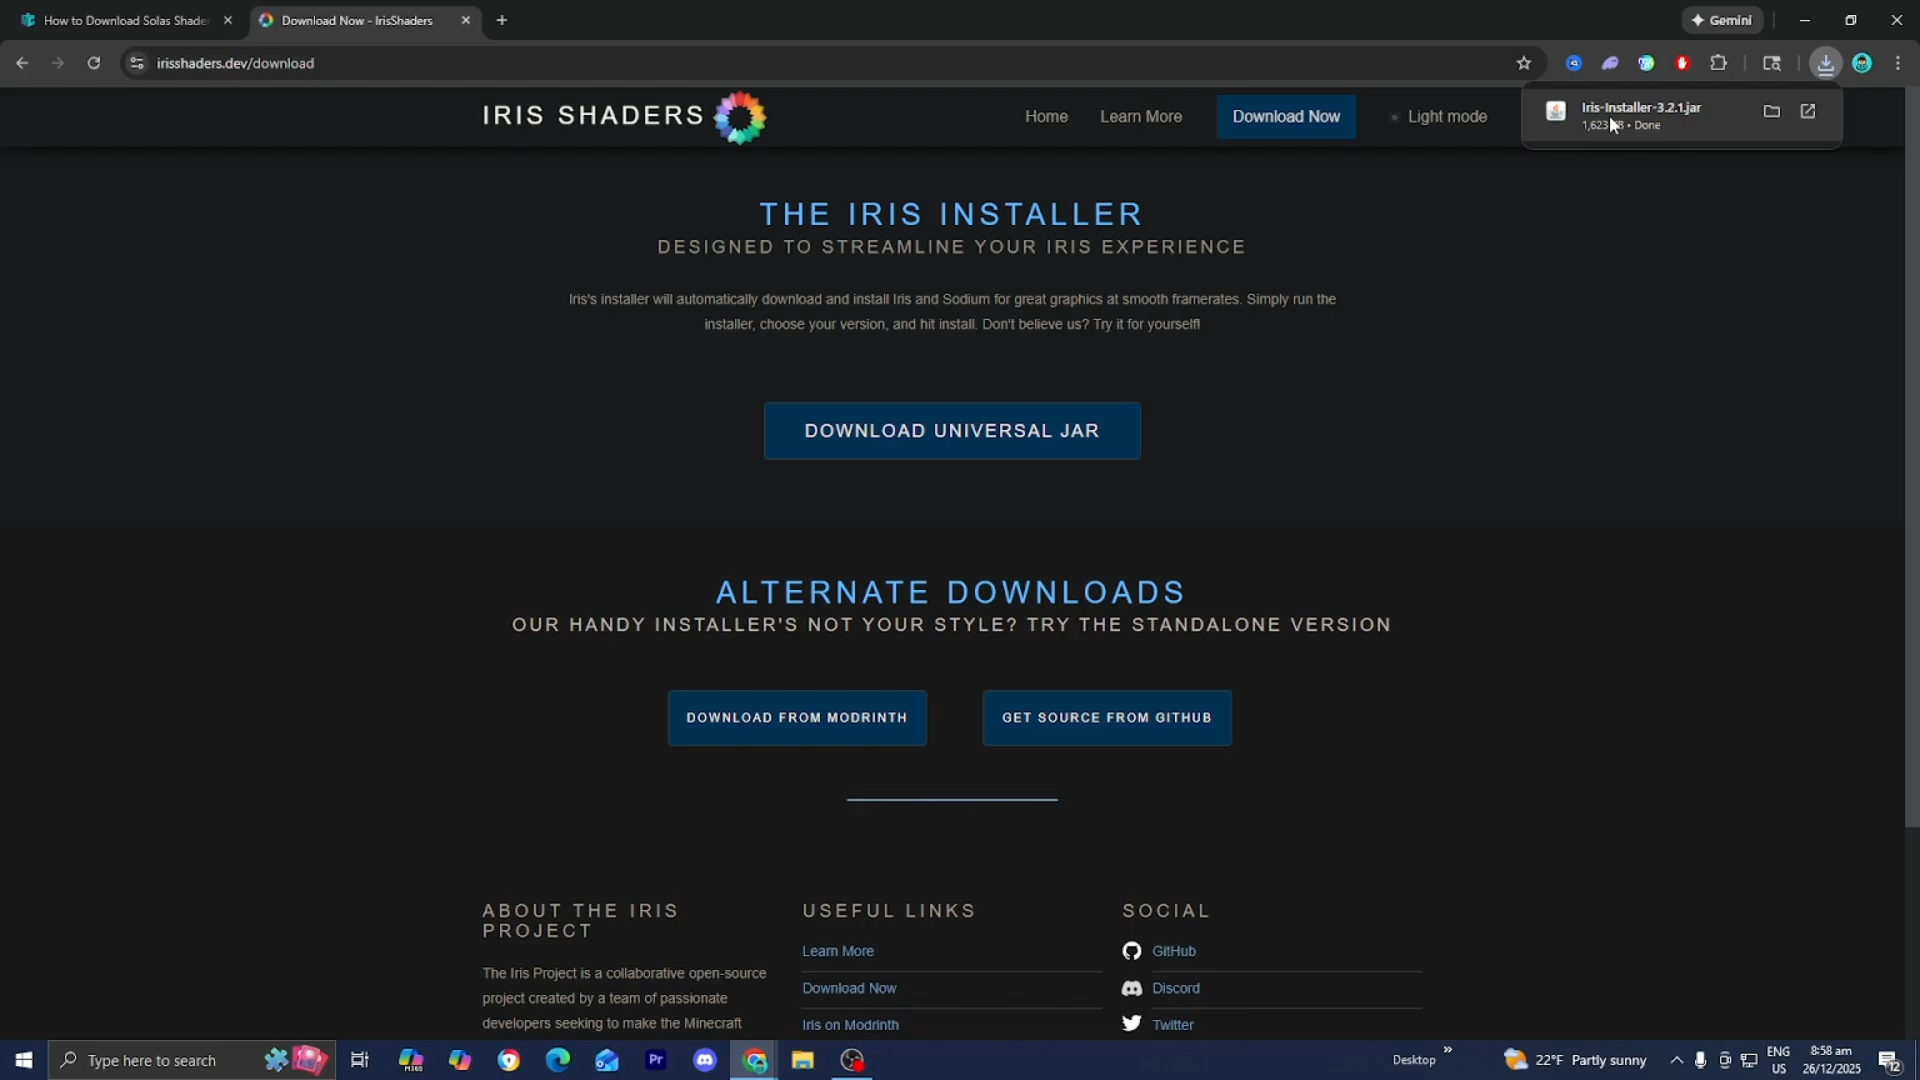 How to Download Solas Shade
Download Now - IrisShaders
Gemini
irisshaders.dev/download
Iris-Installer-3.2.1.jar
1,623 • Done
IRIS SHADERS
Home
Learn More
Download Now
Light mode
THE IRIS INSTALLER
DESIGNED TO STREAMLINE YOUR IRIS EXPERIENCE
Iris's installer will automatically download and install Iris and Sodium for great graphics at smooth framerates. Simply run the
installer, choose your version, and hit install. Don't believe us? Try it for yourself!
DOWNLOAD UNIVERSAL JAR
ALTERNATE DOWNLOADS
OUR HANDY INSTALLER'S NOT YOUR STYLE? TRY THE STANDALONE VERSION
DOWNLOAD FROM MODRINTH
GET SOURCE FROM GITHUB
ABOUT THE IRIS
PROJECT
The Iris Project is a collaborative open-source
project created by a team of passionate
developers seeking to make the Minecraft
USEFUL LINKS
Learn More
Download Now
Iris on Modrinth
SOCIAL
GitHub
Discord
Twitter
Type here to search
M365
Pr
Desktop
22°F Partly sunny
ENG
US
8:58 am
26/12/2025
12